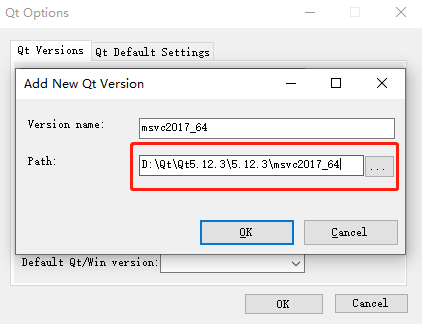 Qt Options
Qt Versions
Qt Default Settings
Add New Qt Version
Version name:
msvc2017_64
Path:
D:\Qt\Qt5.12.3\5.12.3\msvc2017_64
...
OK
Cancel
Default Qt/Win version:
OK
Cancel